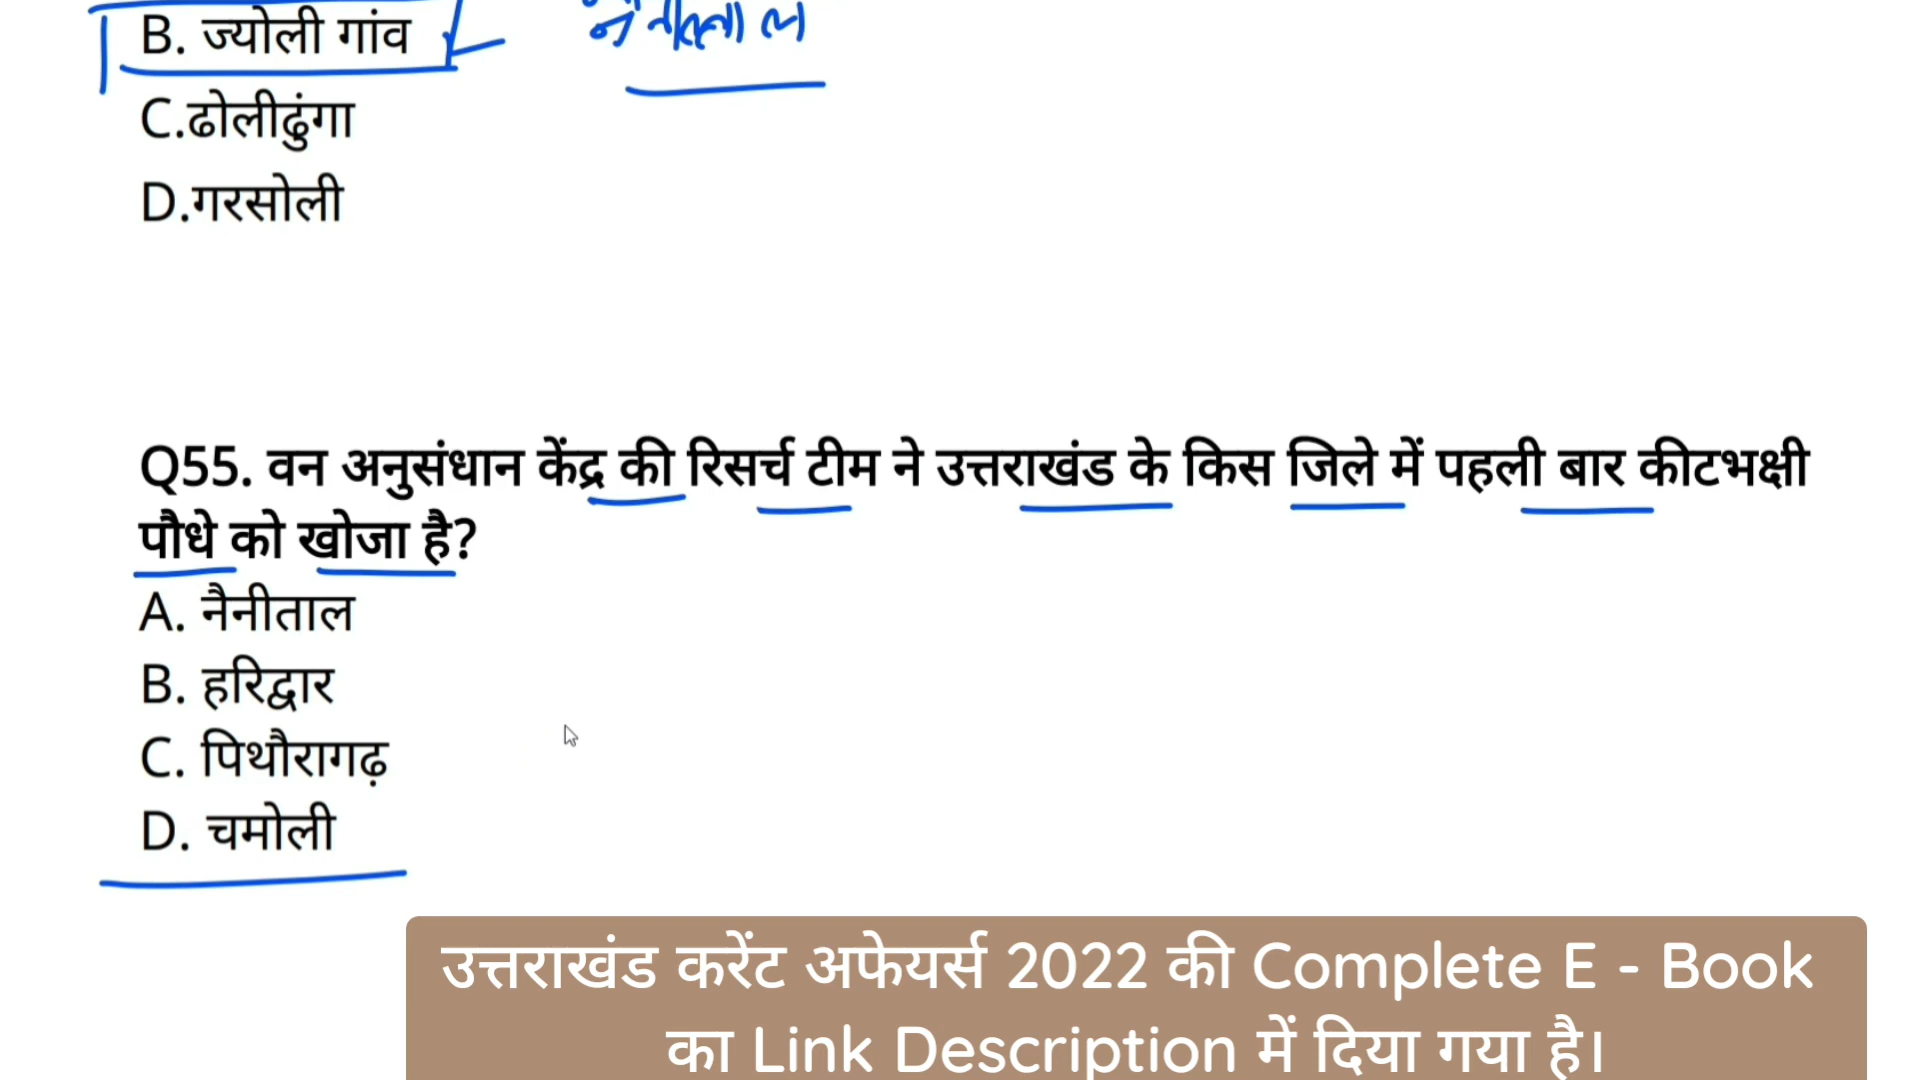 B. ज्योली गांव
C.ढोलीढुंगा
D.गरसोली
Q55. वन अनुसंधान केंद्र की रिसर्च टीम ने उत्तराखंड के किस जिले में पहली बार कीटभक्षी
पौधे को खोजा है?
A. नैनीताल
B. हरिद्वार
C. पिथौरागढ़
D. चमोली
उत्तराखंड करेंट अफेयर्स 2022 की Complete E - Book
का Link Description में दिया गया है।